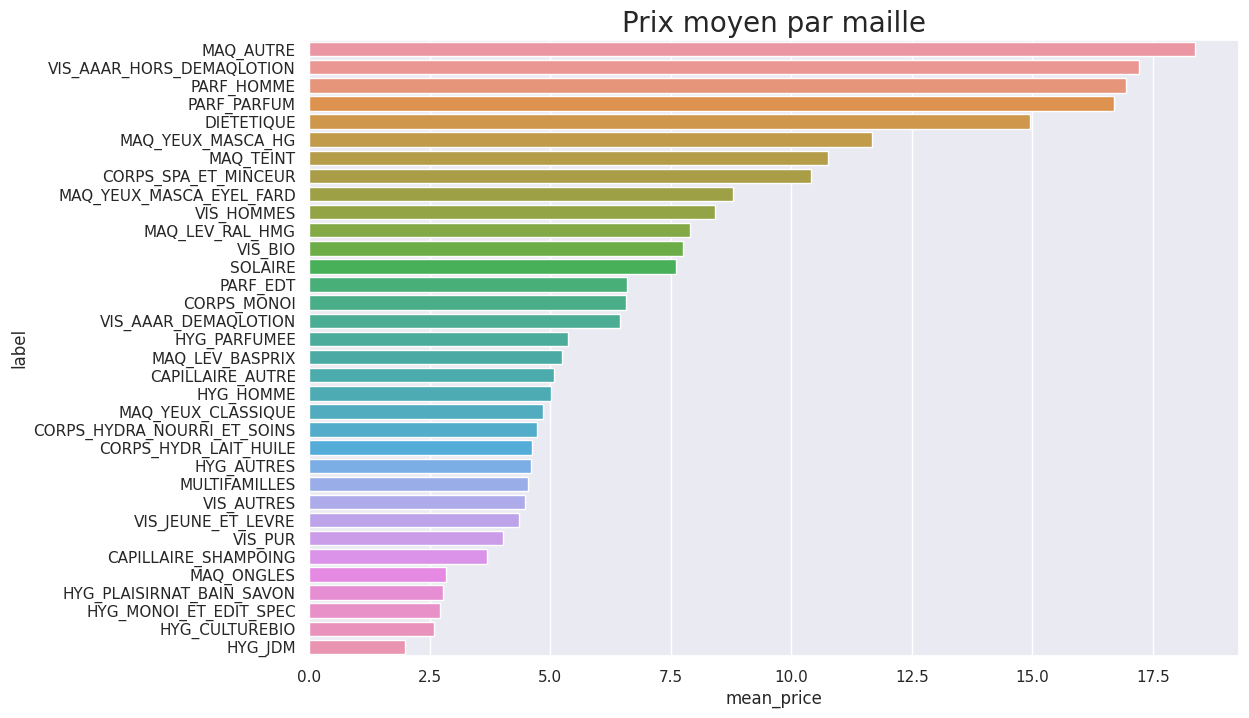 Prix moyen par maille
MAQ_AUTRE
VIS_AAAR_HORS_DEMAQLOTION
PARF_HOMME
PARF_PARFUM
DIETETIQUE
MAQ_YEUX_MASCA_HG
MAQ_TEINT
CORPS_SPA_ET_MINCEUR
MAQ_YEUX_MASCA_EYEL_FARD
VIS_HOMMES
MAQ_LEV_RAL_HMG
VIS_BIO
SOLAIRE
PARF_EDT
CORPS_MONOI
VIS_AAAR_DEMAQLOTION
HYG_PARFUMEE
MAQ_LEV_BASPRIX
CAPILLAIRE_AUTRE
HYG_HOMME
MAQ_YEUX_CLASSIQUE
CORPS_HYDRA_NOURRI_ET_SOINS
CORPS_HYDR_LAIT_HUILE
HYG_AUTRES
MULTIFAMILLES
VIS_AUTRES
VIS_JEUNE_ET_LEVRE
VIS_PUR
CAPILLAIRE_SHAMPOING
MAQ_ONGLES
HYG_PLAISIRNAT_BAIN_SAVON
HYG_MONOI_ET_EDIT_SPEC
HYG_CULTUREBIO
HYG_JDM
label
0.0 2.5 5.0 7.5 10.0 12.5 15.0 17.5
mean_price